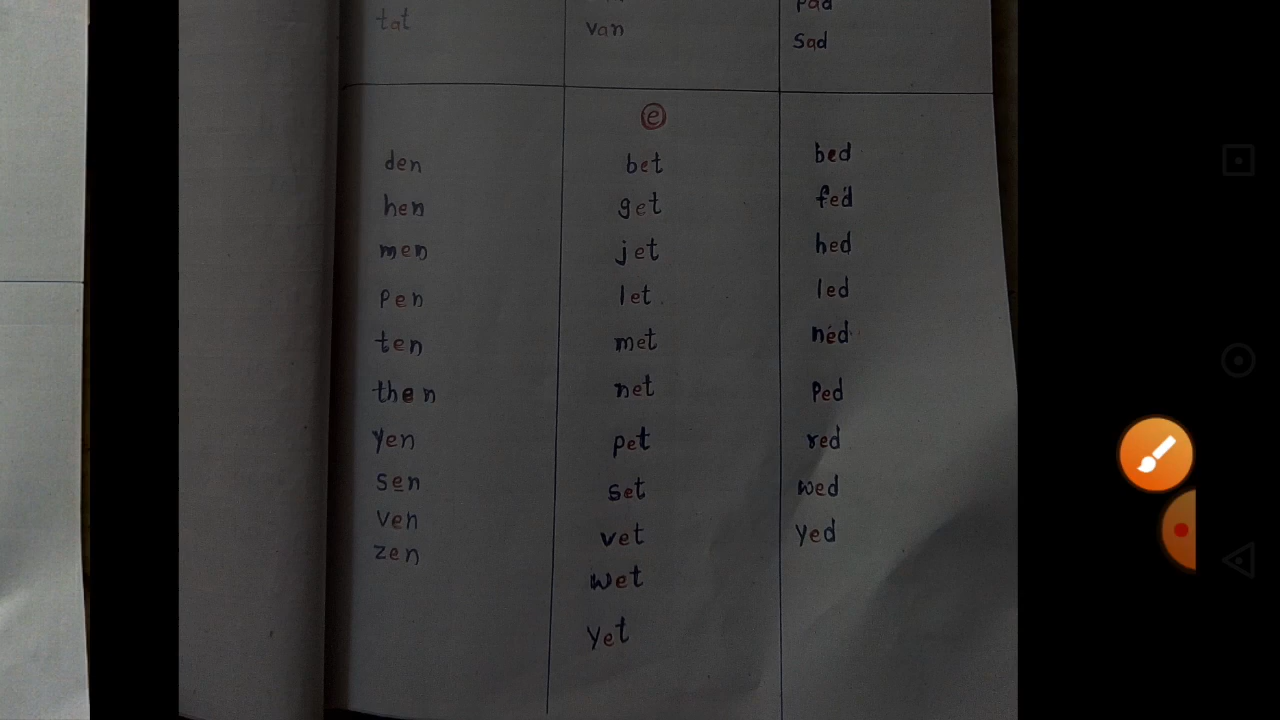 tat van pad
sad
e
den bet bed
hen get fed
men jet hed
pen let led
ten met ned
then net ped
yen pet red
sen set wed
ven vet yed
zen wet
yet